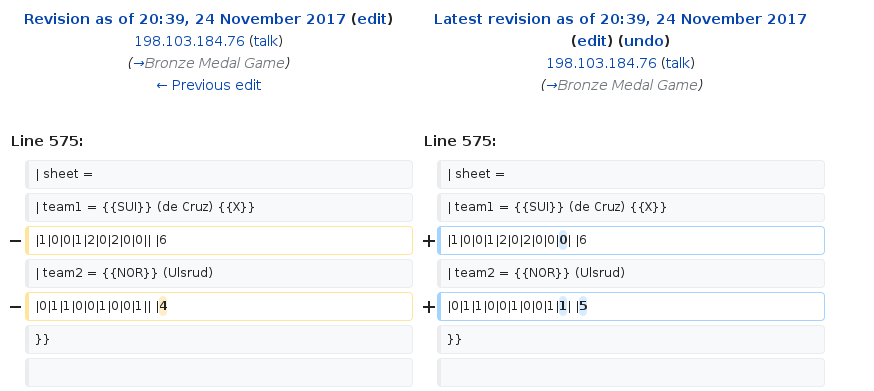 Revision as of 20:39, 24 November 2017 (edit)
198.103.184.76 (talk)
(→Bronze Medal Game)
← Previous edit
Latest revision as of 20:39, 24 November 2017
(edit) (undo)
198.103.184.76 (talk)
(→Bronze Medal Game)
Line 575:
Line 575:
| sheet =
| sheet =
| team1 = {{SUI}} (de Cruz) {{X}}
| team1 = {{SUI}} (de Cruz) {{X}}
− |1|0|0|1|2|0|2|0|0|| |6
+ |1|0|0|1|2|0|2|0|0|0| |6
| team2 = {{NOR}} (Ulsrud)
| team2 = {{NOR}} (Ulsrud)
− |0|1|1|0|0|1|0|0|1|| |4
+ |0|1|1|0|0|1|0|0|1|1| |5
}}
}}